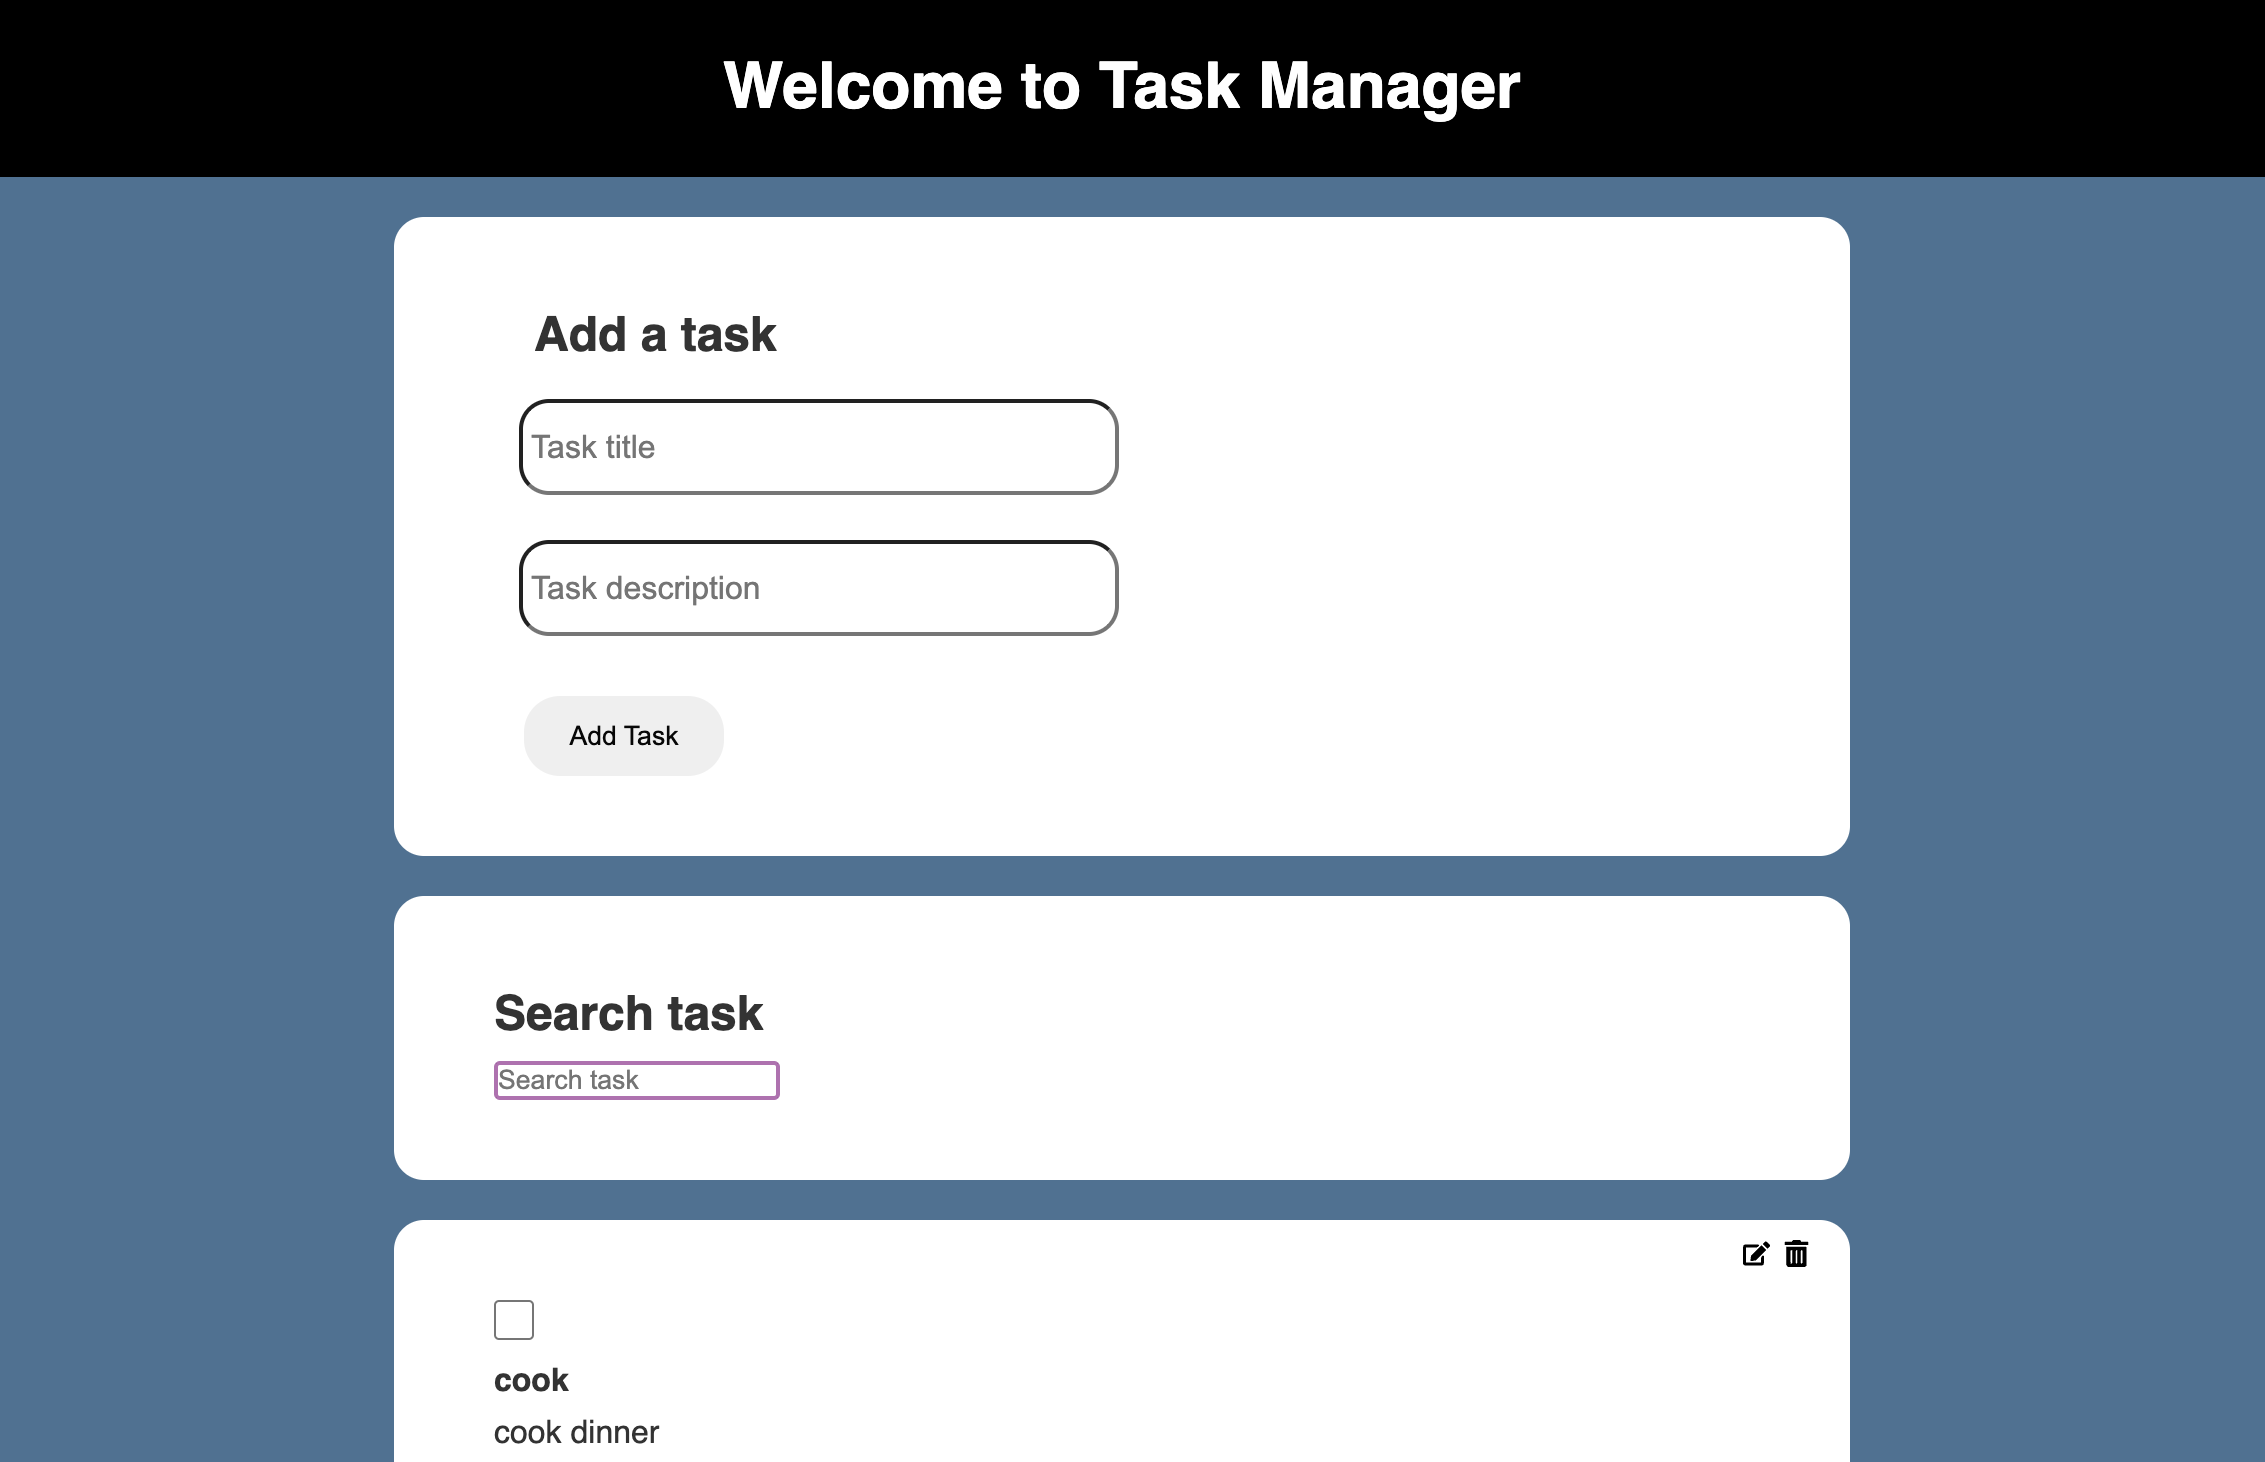 Welcome to Task Manager
Add a task
Task title
Task description
Add Task
Search task
Search task
cook
cook dinner